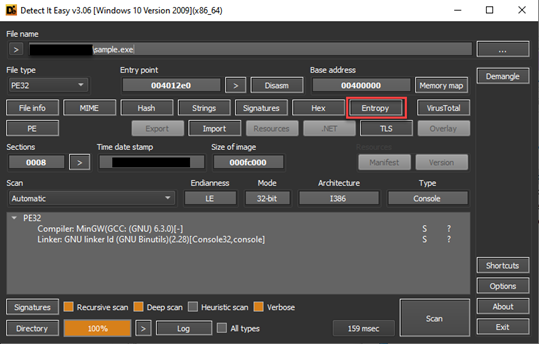 Detect It Easy v3.06 [Windows 10 Version 2009](x86_64)
File name
> \sample.exe ...
File type Entry point Base address Demangle
PE32 004012e0 > Disasm 00400000 Memory map
File info MIME Hash Strings Signatures Hex Entropy VirusTotal
PE Export Import Resources .NET TLS Overlay
Sections Time date stamp Size of image Resources
0008 > 000fc000 Manifest Version
Scan Endianness Mode Architecture Type
Automatic LE 32-bit I386 Console
PE32
Compiler: MinGW(GCC: (GNU) 6.3.0)[-] S ?
Linker: GNU linker ld (GNU Binutils)(2.28)[Console32,console] S ?
Shortcuts
Options
Signatures Recursive scan Deep scan Heuristic scan Verbose Scan About
Directory 100% > Log All types 159 msec Exit